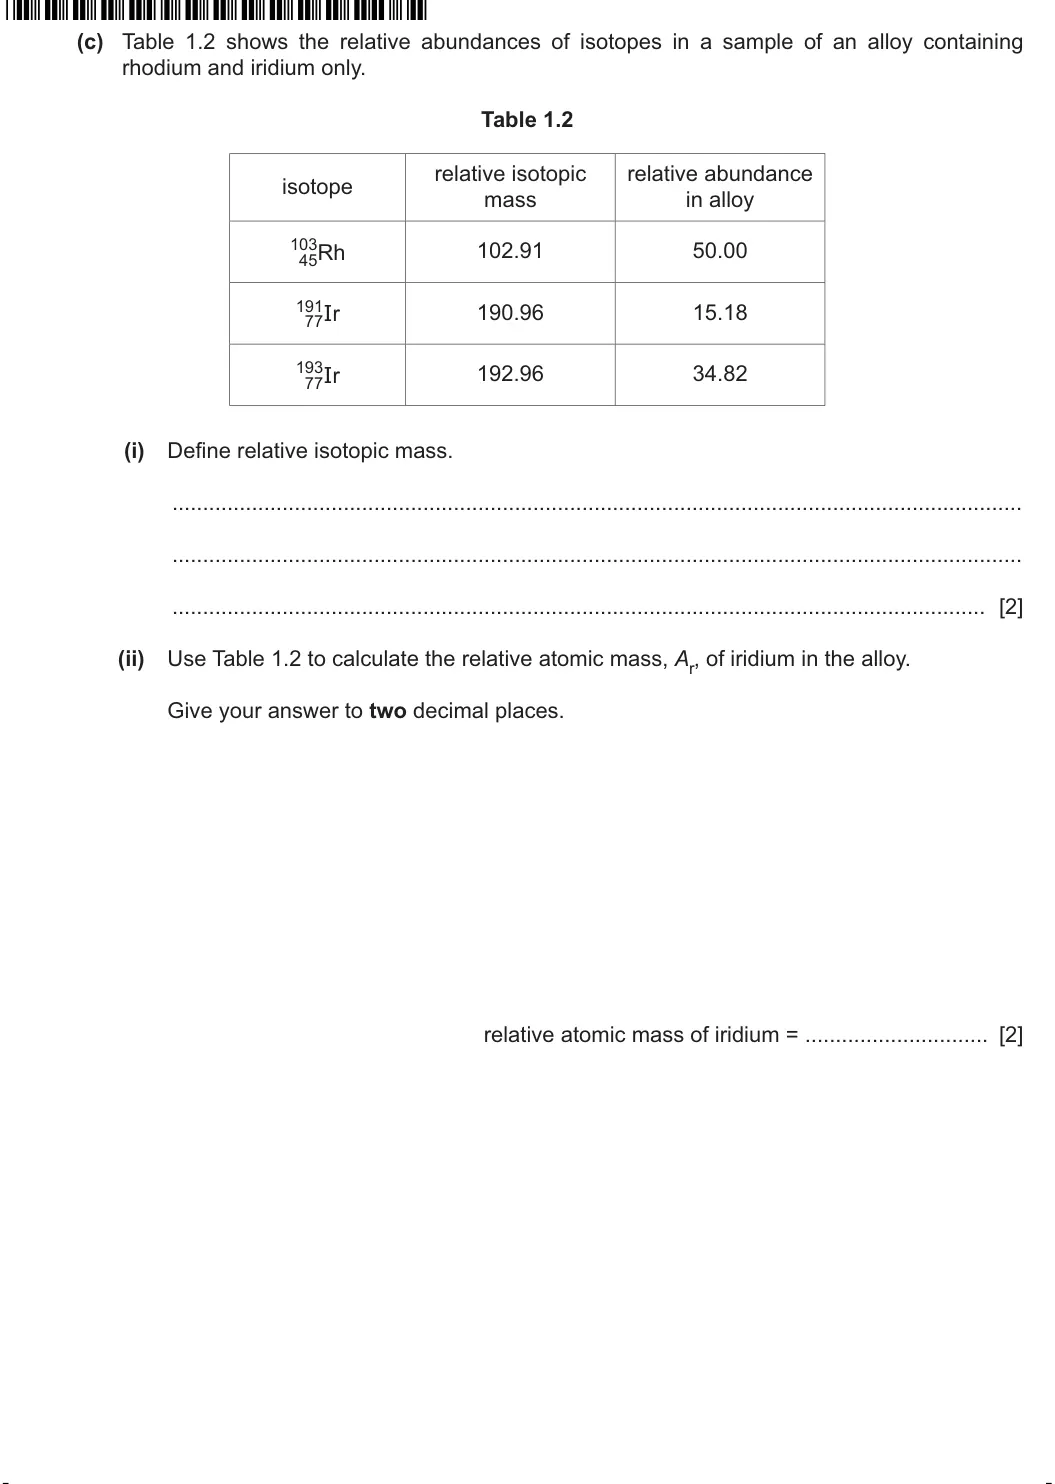 (c) Table 1.2 shows the relative abundances of isotopes in a sample of an alloy containing
rhodium and iridium only.
Table 1.2
isotope
relative isotopic
mass
relative abundance
in alloy
103
45Rh
102.91
50.00
191
77Ir
190.96
15.18
193
77Ir
192.96
34.82
(i) Define relative isotopic mass.
[2]
(ii) Use Table 1.2 to calculate the relative atomic mass, Ar, of iridium in the alloy.
Give your answer to two decimal places.
relative atomic mass of iridium = .............................. [2]